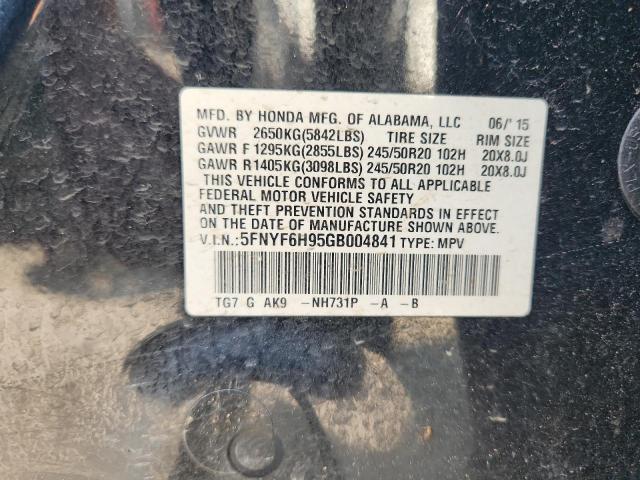 MFD. BY HONDA MFG. OF ALABAMA, LLC 06/'15
GVWR 2650KG(5842LBS) TIRE SIZE RIM SIZE
GAWR F 1295KG(2855LBS) 245/50R20 102H 20X8.0J
GAWR R 1405KG(3098LBS) 245/50R20 102H 20X8.0J
THIS VEHICLE CONFORMS TO ALL APPLICABLE
FEDERAL MOTOR VEHICLE SAFETY
AND THEFT PREVENTION STANDARDS IN EFFECT
ON THE DATE OF MANUFACTURE SHOWN ABOVE.
V.I.N.: 5FNYF6H95GB004841 TYPE: MPV
TG7 G AK9 -NH731P -A -B